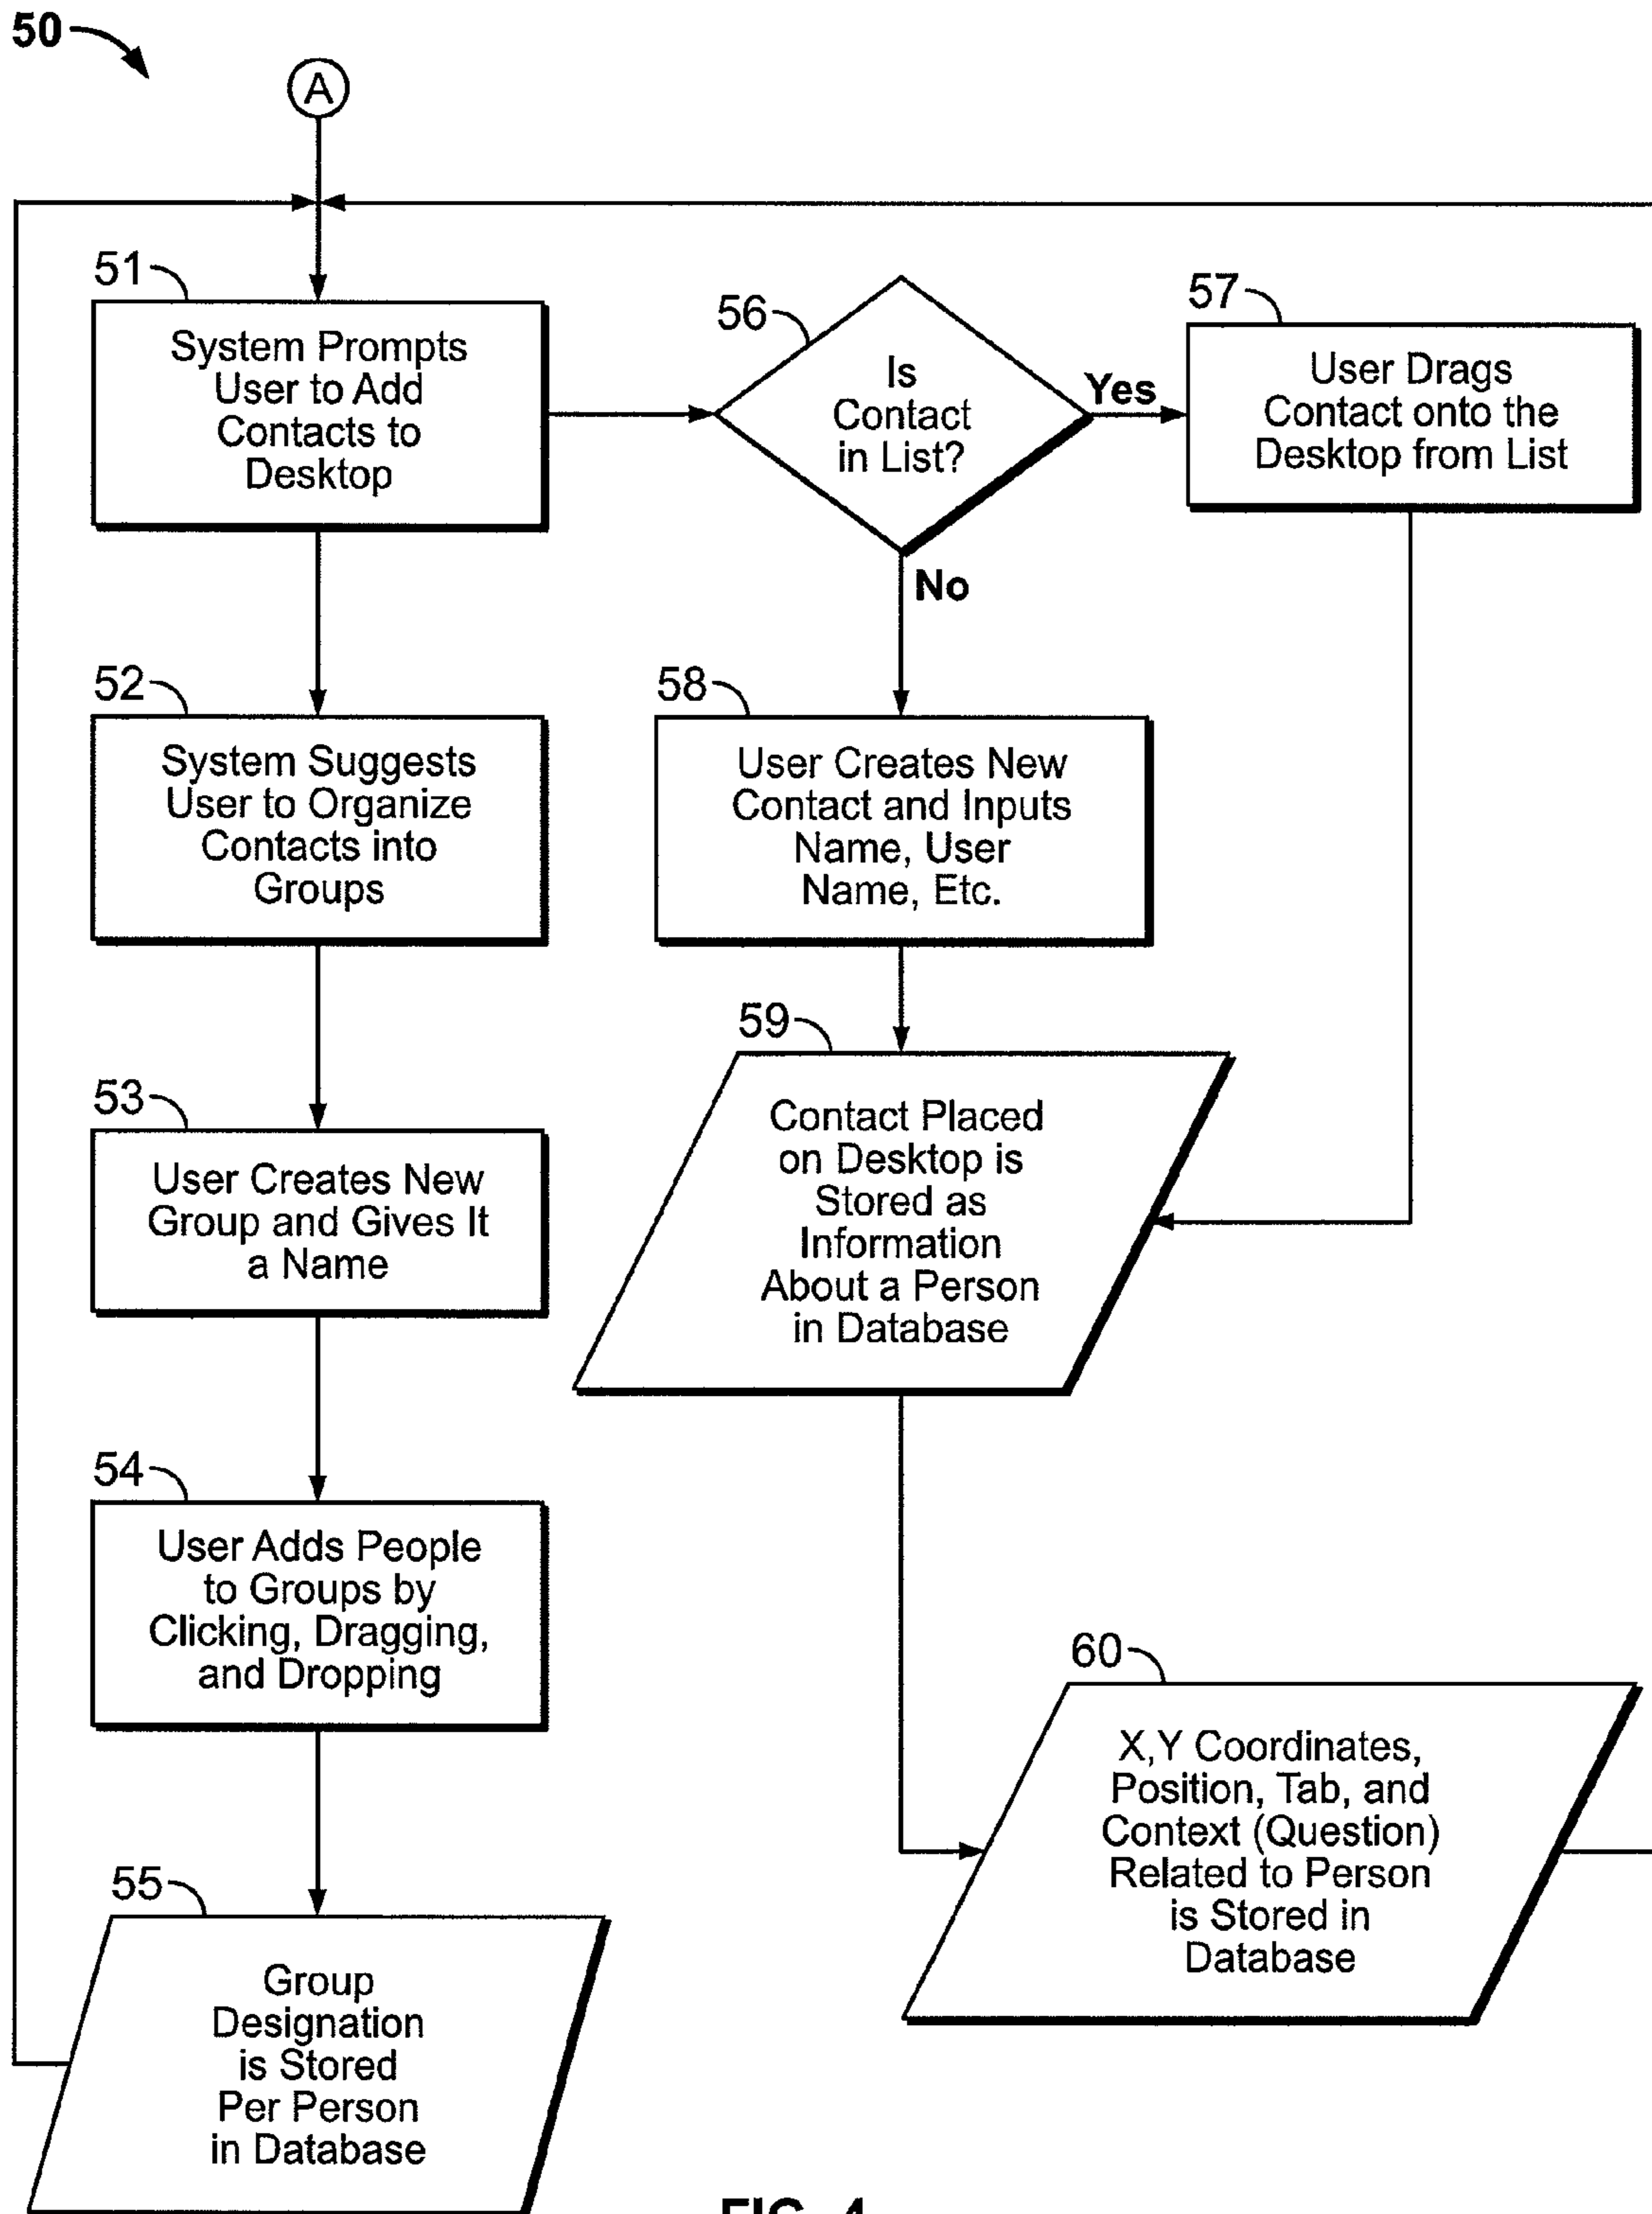 50
A
51
System Prompts
User to Add
Contacts to
Desktop
56
Is
Contact
in List?
Yes
No
57
User Drags
Contact onto the
Desktop from List
52
System Suggests
User to Organize
Contacts into
Groups
58
User Creates New
Contact and Inputs
Name, User
Name, Etc.
53
User Creates New
Group and Gives It
a Name
59
Contact Placed
on Desktop is
Stored as
Information
About a Person
in Database
54
User Adds People
to Groups by
Clicking, Dragging,
and Dropping
60
X,Y Coordinates,
Position, Tab, and
Context (Question)
Related to Person
is Stored in
Database
55
Group
Designation
is Stored
Per Person
in Database
FIG. 4